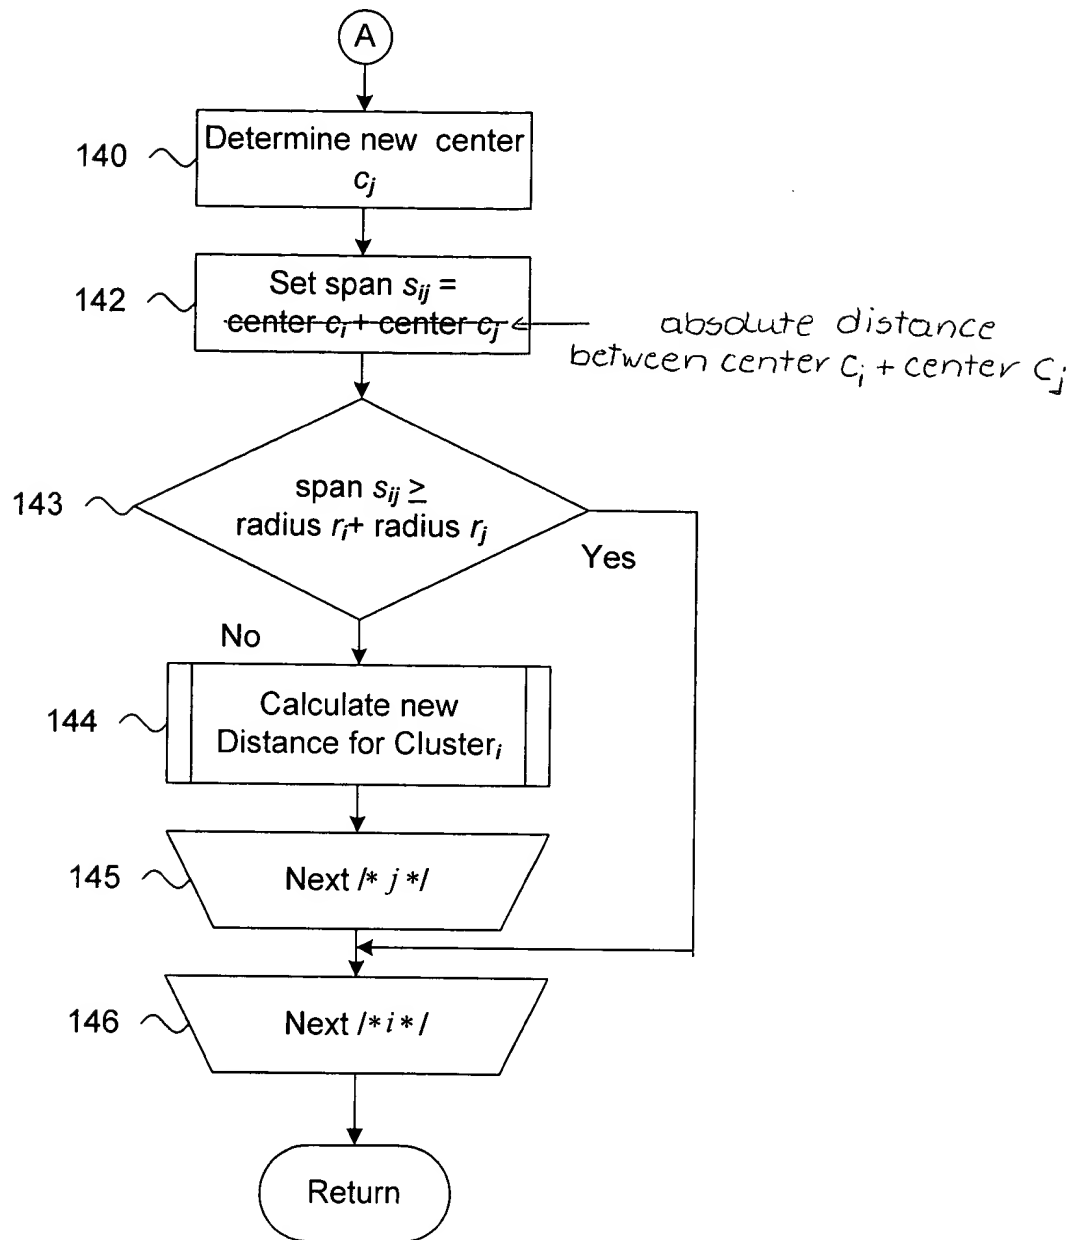 A
140
Determine new center
c_j
142
Set span s_ij =
center c_i + center c_j
absolute distance
between center c_i + center c_j
143
span s_ij ≥
radius r_i + radius r_j
Yes
No
144
Calculate new
Distance for Cluster_i
145
Next /* j */
146
Next /* i */
Return